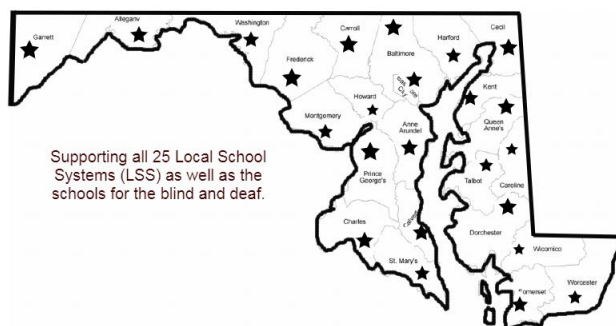 Garrett
Allegany
Washington
Frederick
Carroll
Baltimore
Harford
Cecil
Howard
Montgomery
Anne
Arundel
Kent
Queen
Anne's
Supporting all 25 Local School
Systems (LSS) as well as the
schools for the blind and deaf.
Prince
George's
Talbot
Caroline
Charles
Calvert
St. Mary's
Dorchester
Wicomico
Somerset
Worcester